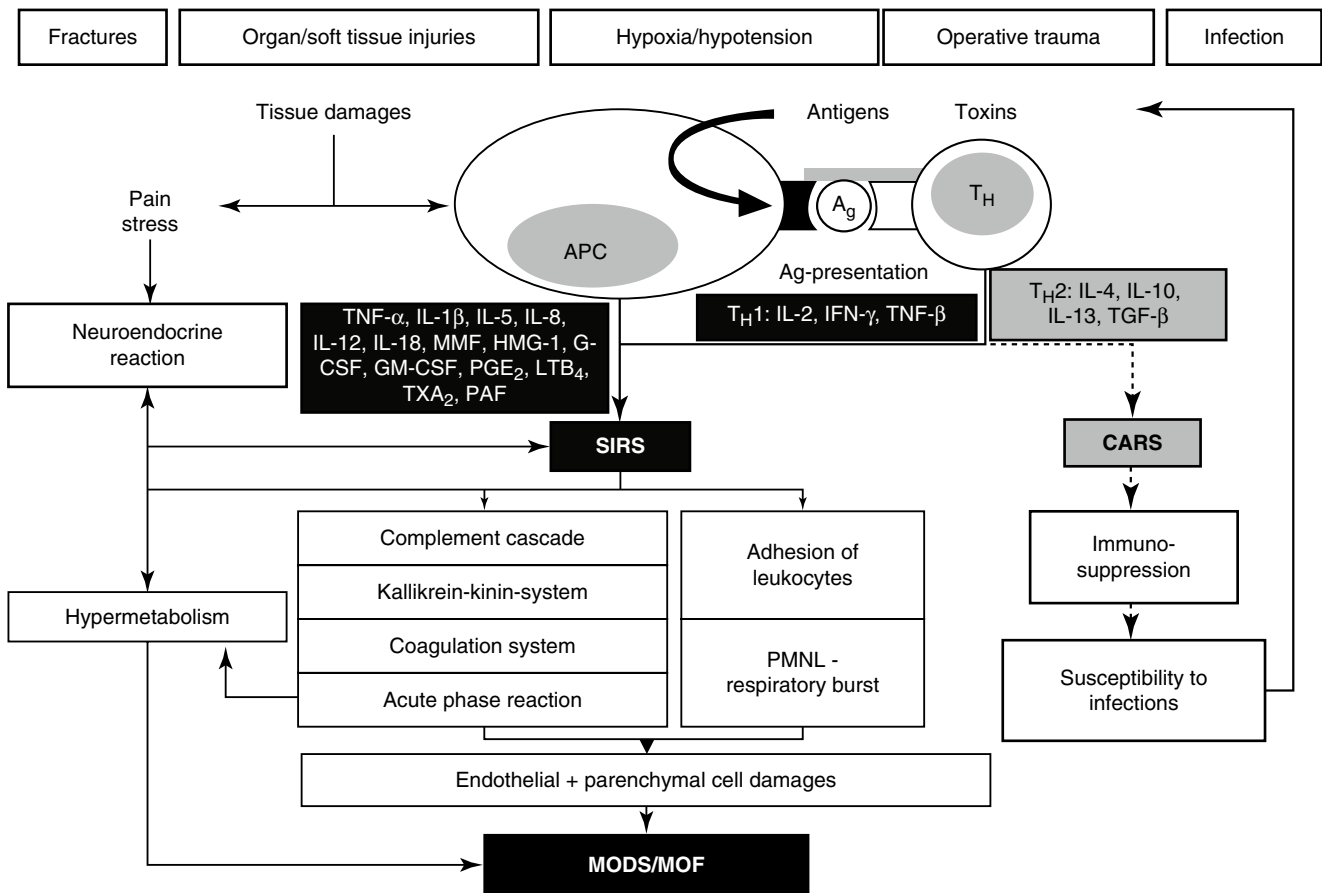 Fractures
Organ/soft tissue injuries
Hypoxia/hypotension
Operative trauma
Infection
Tissue damages
Antigens
Toxins
Pain
stress
APC
Ag
TH
Ag-presentation
Neuroendocrine
reaction
TNF-α, IL-1β, IL-5, IL-8,
IL-12, IL-18, MMF, HMG-1, G-
CSF, GM-CSF, PGE2, LTB4,
TXA2, PAF
TH1: IL-2, IFN-γ, TNF-β
TH2: IL-4, IL-10,
IL-13, TGF-β
SIRS
CARS
Complement cascade
Kallikrein-kinin-system
Coagulation system
Acute phase reaction
Adhesion of
leukocytes
PMNL -
respiratory burst
Immuno-
suppression
Hypermetabolism
Susceptibility to
infections
Endothelial + parenchymal cell damages
MODS/MOF